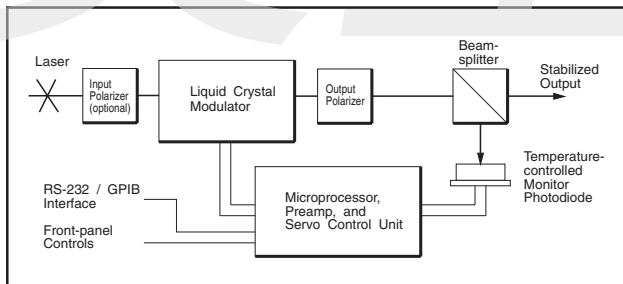 Laser
Input
Polarizer
(optional)
Liquid Crystal
Modulator
Output
Polarizer
Beam-
splitter
Stabilized
Output
Temperature-
controlled
Monitor
Photodiode
RS-232 / GPIB
Interface
Front-panel
Controls
Microprocessor,
Preamp, and
Servo Control Unit